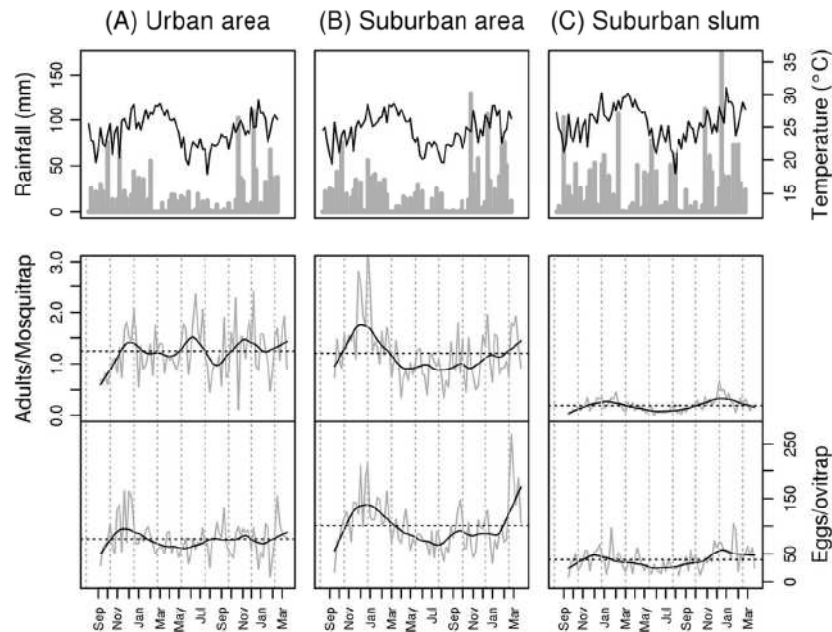 (A) Urban area (B) Suburban area (C) Suburban slum
Rainfall (mm)
0 50 100 150
Temperature (°C)
15 20 25 30 35
Adults/Mosquitrap
0.0 1.0 2.0 3.0
Eggs/ovitrap
0 50 150 250
Sep Nov Jan Mar May Jul Sep Nov Jan Mar
Sep Nov Jan Mar May Jul Sep Nov Jan Mar
Sep Nov Jan Mar May Jul Sep Nov Jan Mar